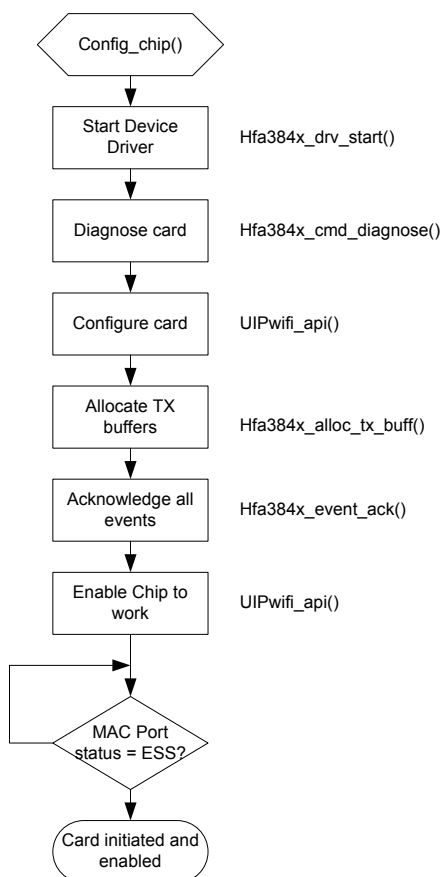 Config_chip()
Start Device
Driver
Hfa384x_drv_start()
Diagnose card
Hfa384x_cmd_diagnose()
Configure card
UIPwifi_api()
Allocate TX
buffers
Hfa384x_alloc_tx_buff()
Acknowledge all
events
Hfa384x_event_ack()
Enable Chip to
work
UIPwifi_api()
MAC Port
status = ESS?
Card initiated and
enabled